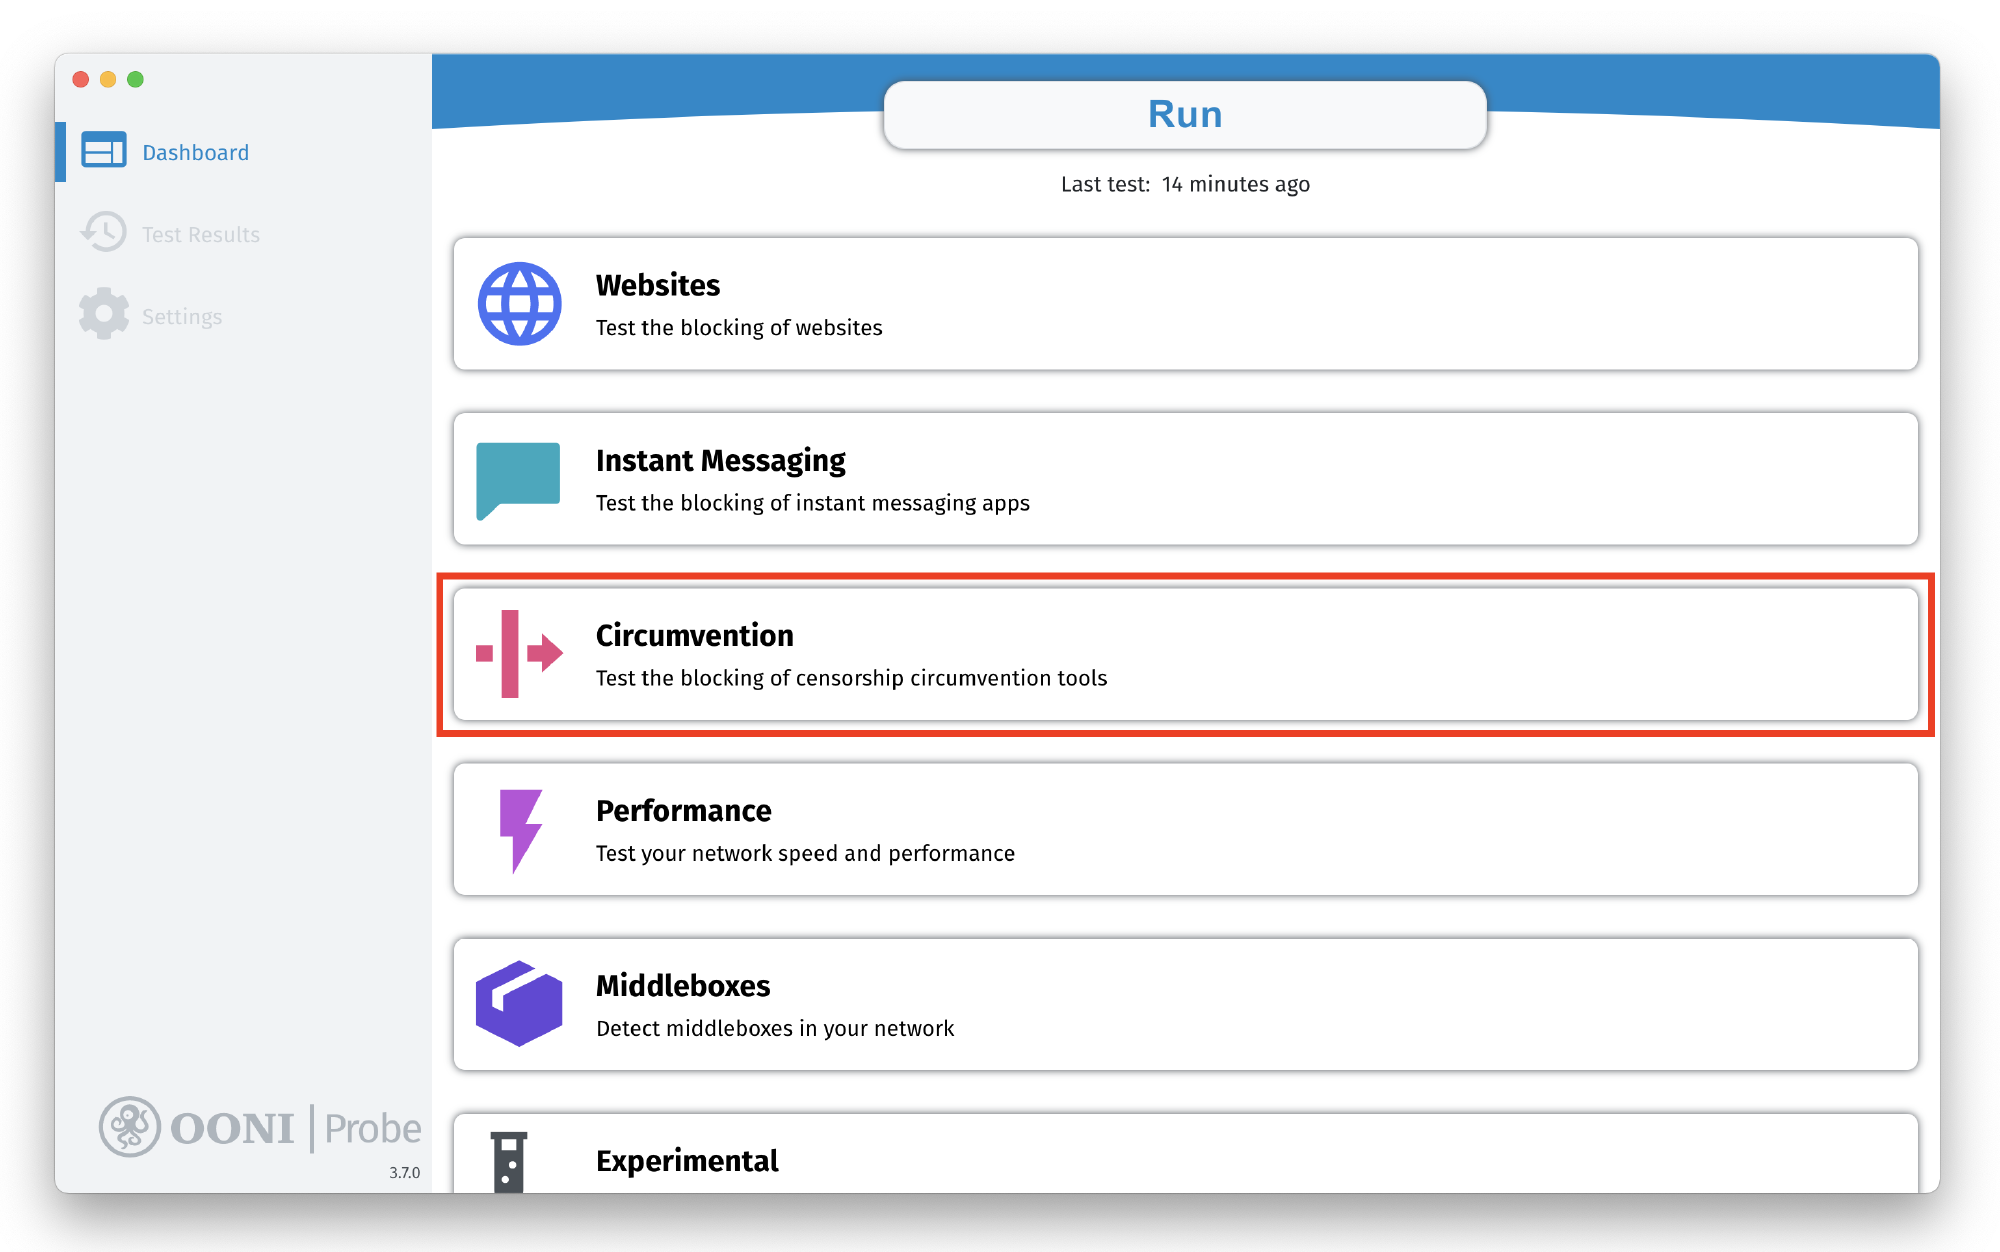 Dashboard
Test Results
Settings
OONI | Probe
3.7.0
Run
Last test: 14 minutes ago
Websites
Test the blocking of websites
Instant Messaging
Test the blocking of instant messaging apps
Circumvention
Test the blocking of censorship circumvention tools
Performance
Test your network speed and performance
Middleboxes
Detect middleboxes in your network
Experimental